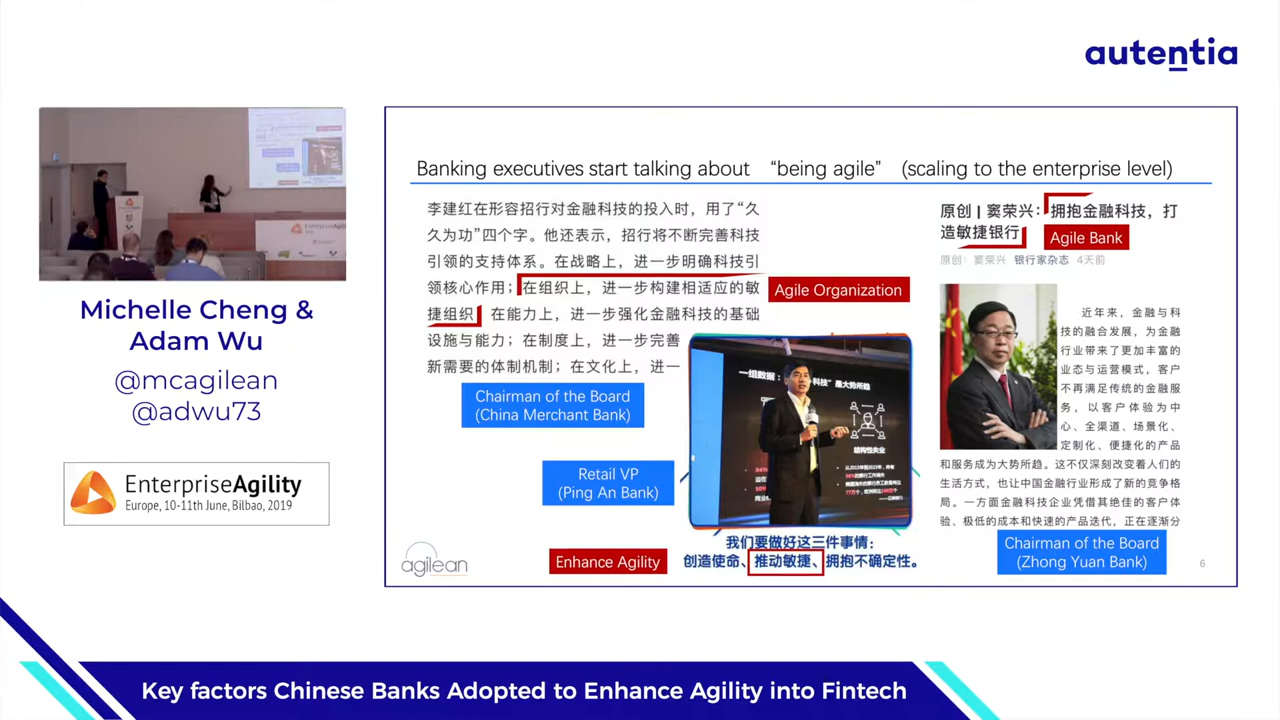 autentia
Michelle Cheng &
Adam Wu
@mcagilean
@adwu73
EnterpriseAgility
Europe, 10-11th June, Bilbao, 2019
Banking executives start talking about “being agile” (scaling to the enterprise level)
李建红在形容招行对金融科技的投入时，用了“久
久为功”四个字。他还表示，招行将不断完善科技
引领的支持体系。在战略上，进一步明确科技引
领核心作用；在组织上，进一步构建相适应的敏
捷组织 在能力上，进一步强化金融科技的基础
设施与能力；在制度上，进一步完善
新需要的体制机制；在文化上，进一
Agile Organization
Chairman of the Board
(China Merchant Bank)
Retail VP
(Ping An Bank)
Enhance Agility
一组数据：
科技”是大势所趋
结构性失业
我们要做好这三件事情：
创造使命、推动敏捷、拥抱不确定性。
原创 | 窦荣兴：拥抱金融科技，打
造敏捷银行
Agile Bank
原创：窦荣兴 银行家杂志 4天前
近年来，金融与科
技的融合发展，为金融
行业带来了更加丰富的
业态与运营模式，客户
不再满足传统的金融服
务，以客户体验为中
心、全渠道、场景化、
定制化、便捷化的产品
和服务成为大势所趋。这不仅深刻改变着人们的
生活方式，也让中国金融行业形成了新的竞争格
局。一方面金融科技企业凭借其绝佳的客户体
验、极低的成本和快速的产品迭代，正在逐渐分
Chairman of the Board
(Zhong Yuan Bank)
agilean
6
Key factors Chinese Banks Adopted to Enhance Agility into Fintech